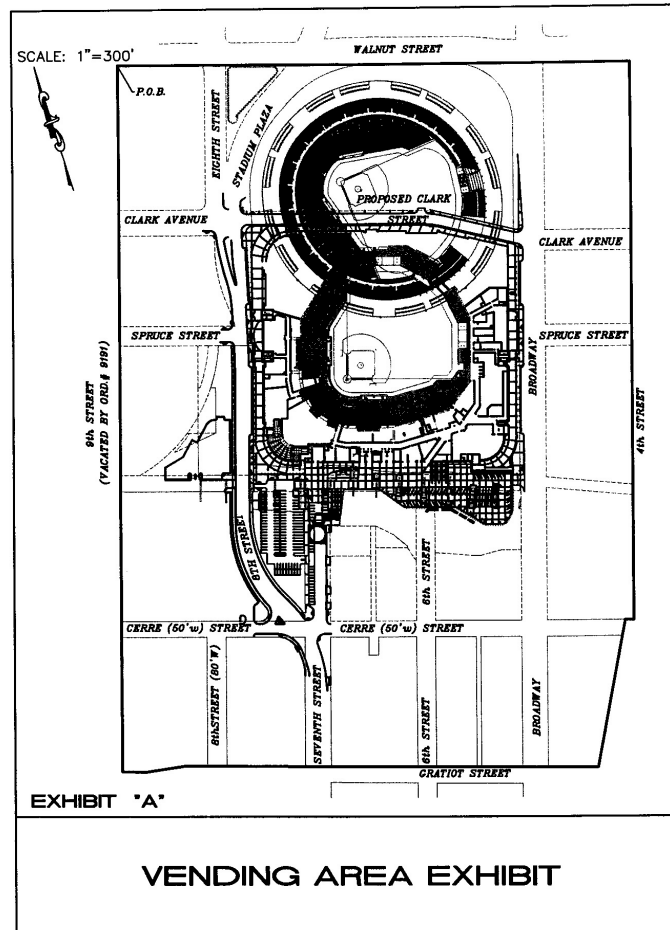 WALNUT STREET
SCALE: 1"=300'
P.O.B.
EIGHTH STREET
STADIUM PLAZA
PROPOSED CLARK
STREET
CLARK AVENUE
CLARK AVENUE
SPRUCE STREET
SPRUCE STREET
BROADWAY
9th STREET
(VACATED BY ORD.# 9191)
4th STREET
8TH STREET
6th STREET
CERRE (50'w) STREET
CERRE (50'w) STREET
8thSTREET (80'W)
SEVENTH STREET
6th STREET
BROADWAY
GRATIOT STREET
EXHIBIT "A"
VENDING AREA EXHIBIT